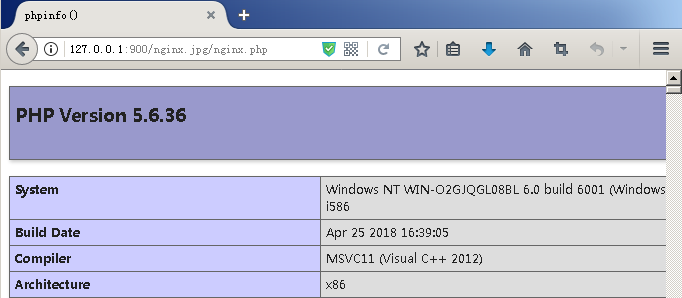 phpinfo()
127.0.0.1:900/nginx.jpg/nginx.php
PHP Version 5.6.36
System
Windows NT WIN-O2GJQGL08BL 6.0 build 6001 (Windows
i586
Build Date
Apr 25 2018 16:39:05
Compiler
MSVC11 (Visual C++ 2012)
Architecture
x86